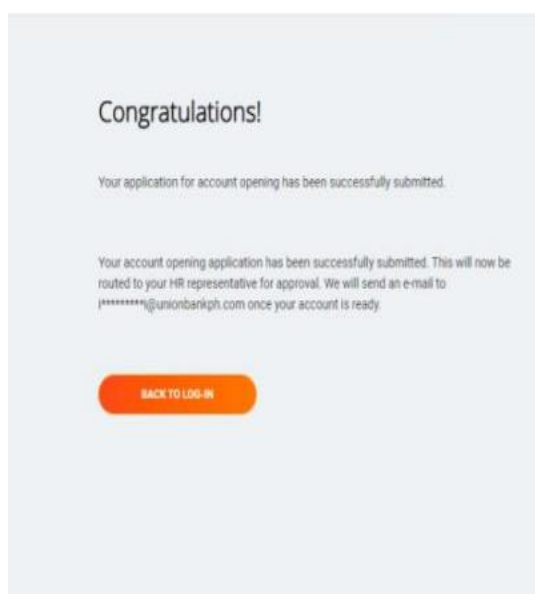 Congratulations!
Your application for account opening has been successfully submitted.
Your account opening application has been successfully submitted. This will now be
routed to your HR representative for approval. We will send an e-mail to
i*********i@unionbankph.com once your account is ready.
BACK TO LOG-IN